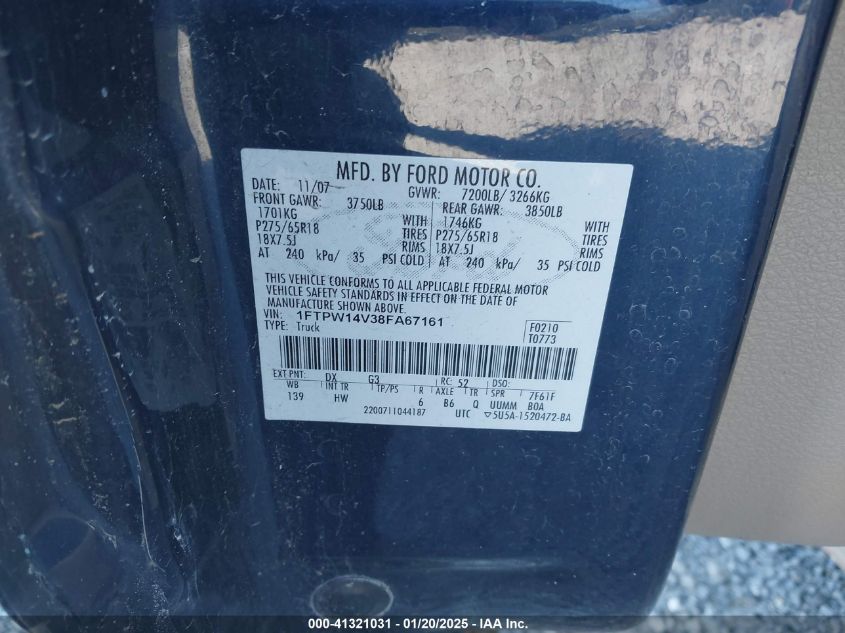 MFD. BY FORD MOTOR CO.
DATE: 11/07 GVWR: 7200LB/ 3266KG
FRONT GAWR: 3750LB REAR GAWR: 3850LB
1701KG WITH 1746KG WITH
P275/65R18 TIRES P275/65R18 TIRES
18X7.5J RIMS 18X7.5J RIMS
AT 240 kPa/ 35 PSI COLD AT 240 kPa/ 35 PSI COLD
THIS VEHICLE CONFORMS TO ALL APPLICABLE FEDERAL MOTOR
VEHICLE SAFETY STANDARDS IN EFFECT ON THE DATE OF
MANUFACTURE SHOWN ABOVE.
VIN: 1FTPW14V38FA67161 F0210
TYPE: Truck T0773
EXT PNT: DX G3 RC: 52 DSO:
WB INT TR TP/PS R AXLE TR SPR 7F61F
139 HW 6 B6 Q UUMM BOA
2200711044187 UTC ▽5U5A-1520472-BA
000-41321031 - 01/20/2025 - IAA Inc.